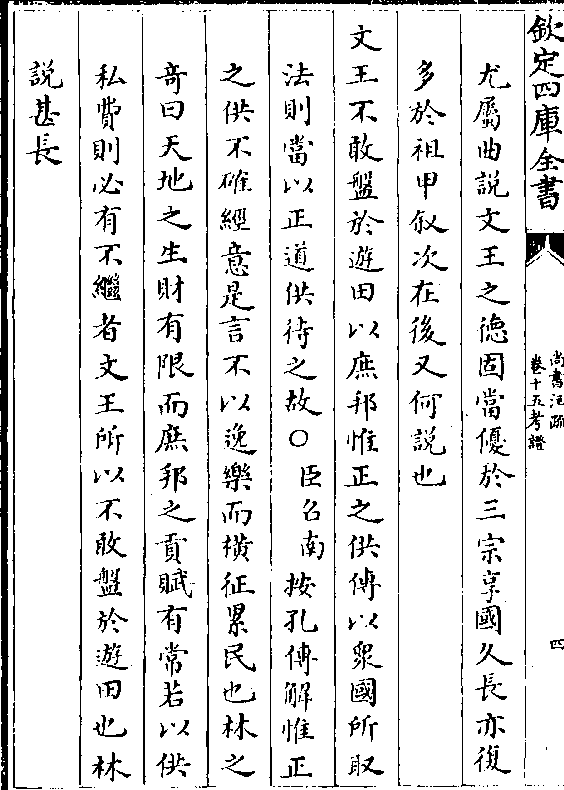 欽定四庫全書
尚書注疏
卷十五考證
四
尤屬曲説文王之德固當優於三宗享國久長亦復
多於祖甲叙次在後又何説也
文王不敢盤於遊田以庶邦惟正之供傳以衆國所取
法則當以正道供待之故○臣召南按孔傳解惟正
之供不確經意是言不以逸樂而横征累民也林之
竒曰天地之生財有限而庶邦之貢賦有常若以供
私費則必有不繼者文王所以不敢盤於遊田也林
説甚長